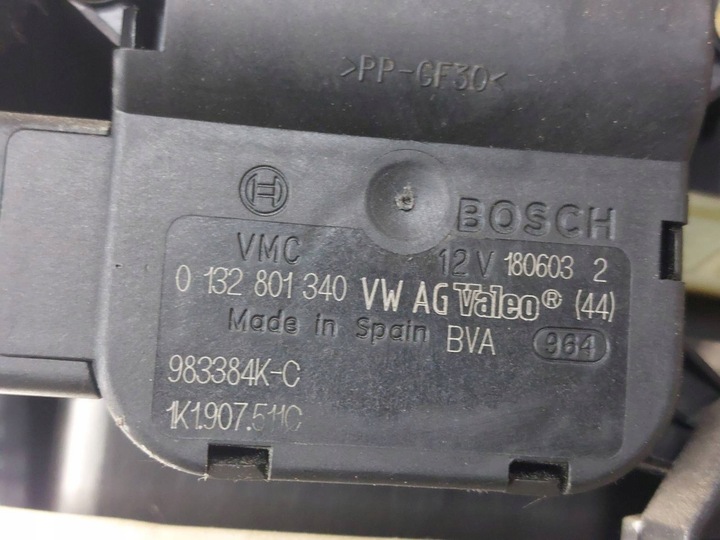 >PP-GF30<
BOSCH
VMC 12V 180603 2
0 132 801 340 VW AG Valeo® (44)
Made in Spain BVA 964
983384K-C
1K1.907.511C